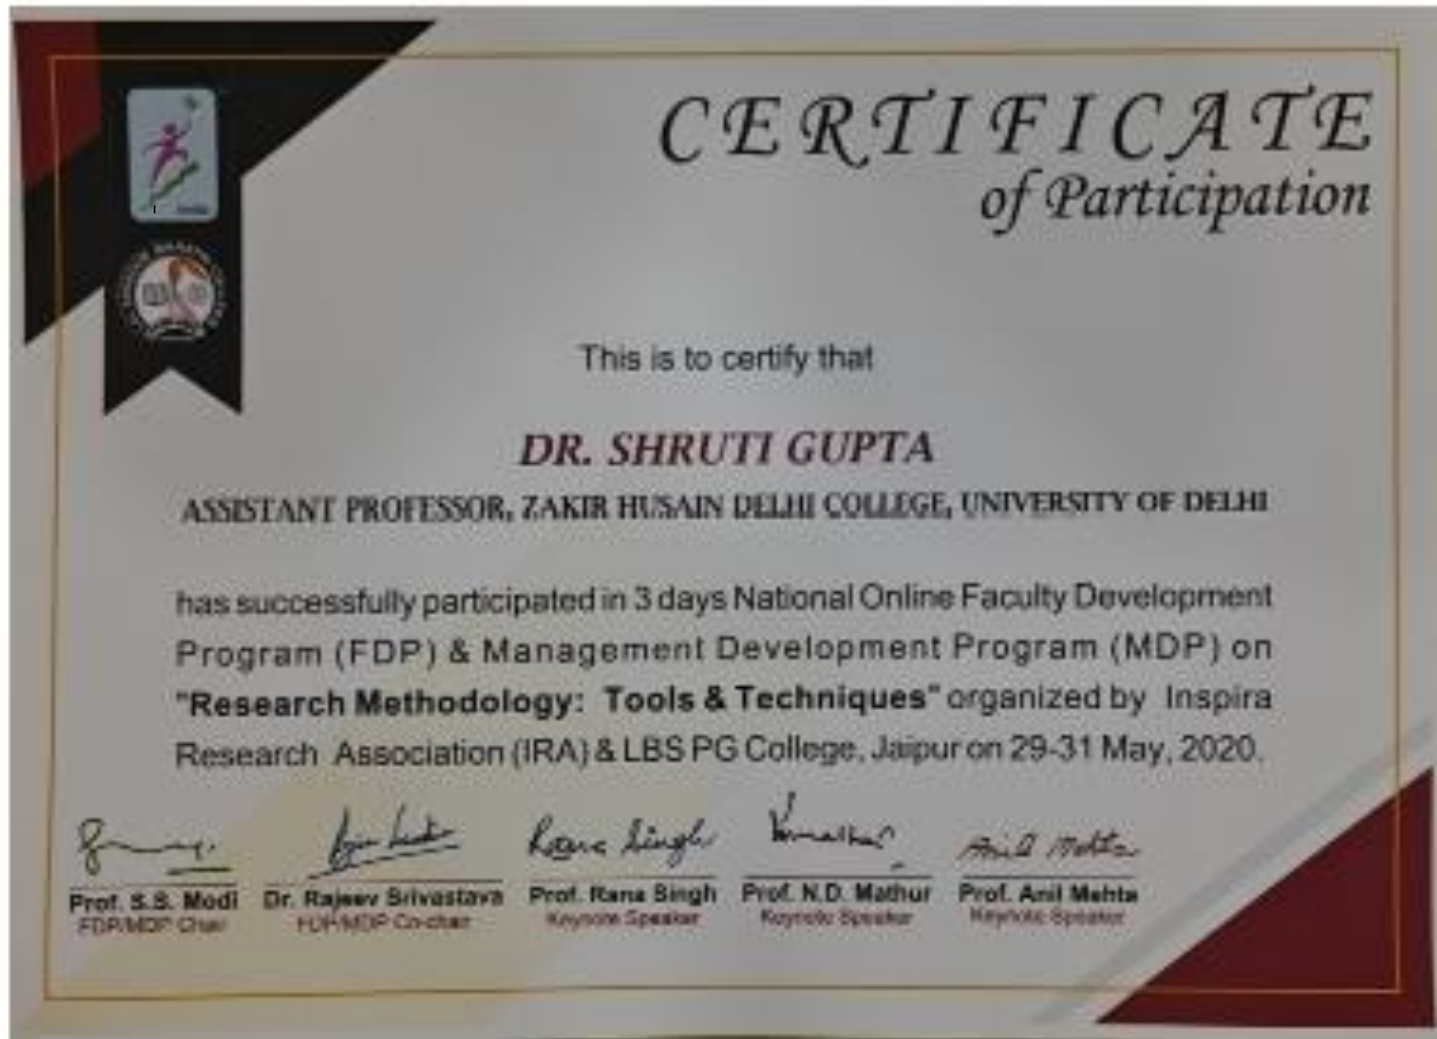 CERTIFICATE
of Participation
This is to certify that
DR. SHRUTI GUPTA
ASSISTANT PROFESSOR, ZAKIR HUSAIN DELHI COLLEGE, UNIVERSITY OF DELHI
has successfully participated in 3 days National Online Faculty Development
Program (FDP) & Management Development Program (MDP) on
"Research Methodology: Tools & Techniques" organized by Inspira
Research Association (IRA) & LBS PG College, Jaipur on 29-31 May, 2020.
Rana Singh Anil Mehta
Prof. S.S. Modi Dr. Rajeev Srivastava Prof. Rana Singh Prof. N.D. Mathur Prof. Anil Mehta
FDP/MDP Chair FDP/MDP Co-chair Keynote Speaker Keynote Speaker Keynote Speaker